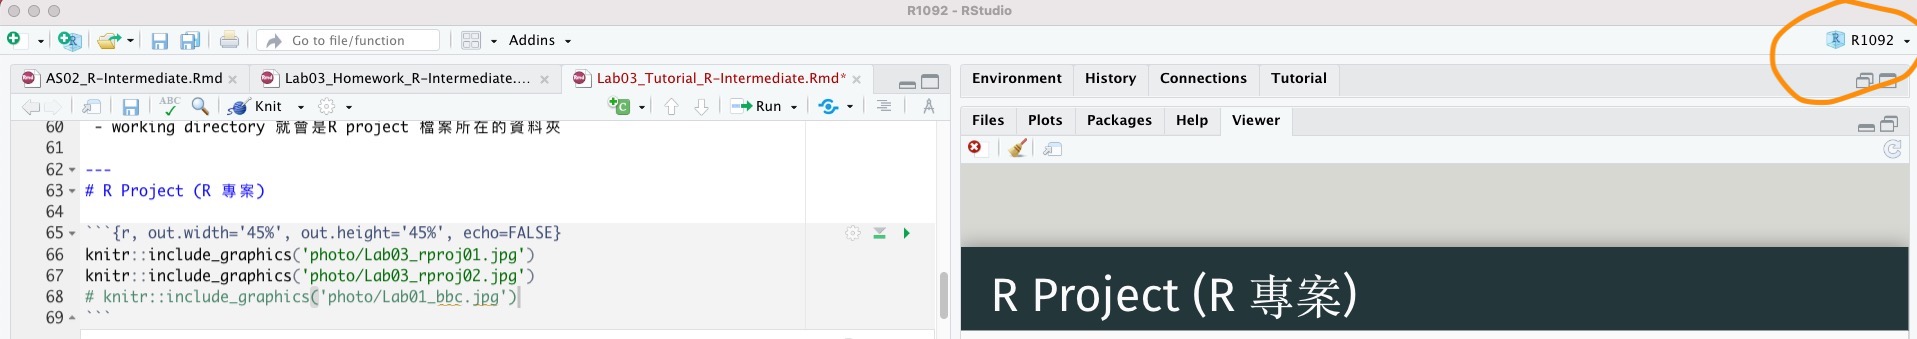 R1092 - RStudio
Go to file/function
Addins
R1092
AS02_R-Intermediate.Rmd
Lab03_Homework_R-Intermediate....
Lab03_Tutorial_R-Intermediate.Rmd*
ABC
Knit
Run
60 - working directory 就會是R project 檔案所在的資料夾
61
62 ---
63 # R Project (R 專案)
64
65 ```{r, out.width='45%', out.height='45%', echo=FALSE}
66 knitr::include_graphics('photo/Lab03_rproj01.jpg')
67 knitr::include_graphics('photo/Lab03_rproj02.jpg')
68 # knitr::include_graphics('photo/Lab01_bbc.jpg')
69 ```
Environment History Connections Tutorial
Files Plots Packages Help Viewer
R Project (R 專案)